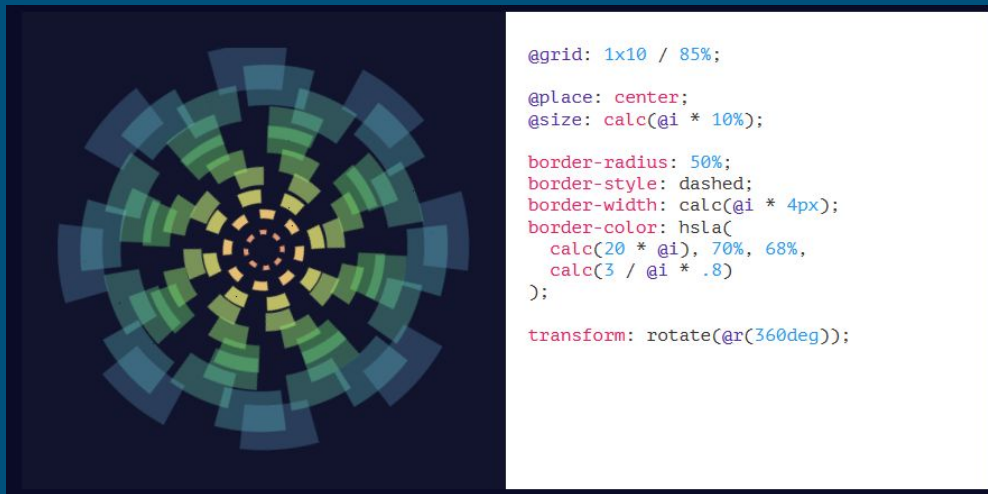 @grid: 1x10 / 85%;
@place: center;
@size: calc(@i * 10%);
border-radius: 50%;
border-style: dashed;
border-width: calc(@i * 4px);
border-color: hsla(
calc(20 * @i), 70%, 68%,
calc(3 / @i * .8)
);
transform: rotate(@r(360deg));